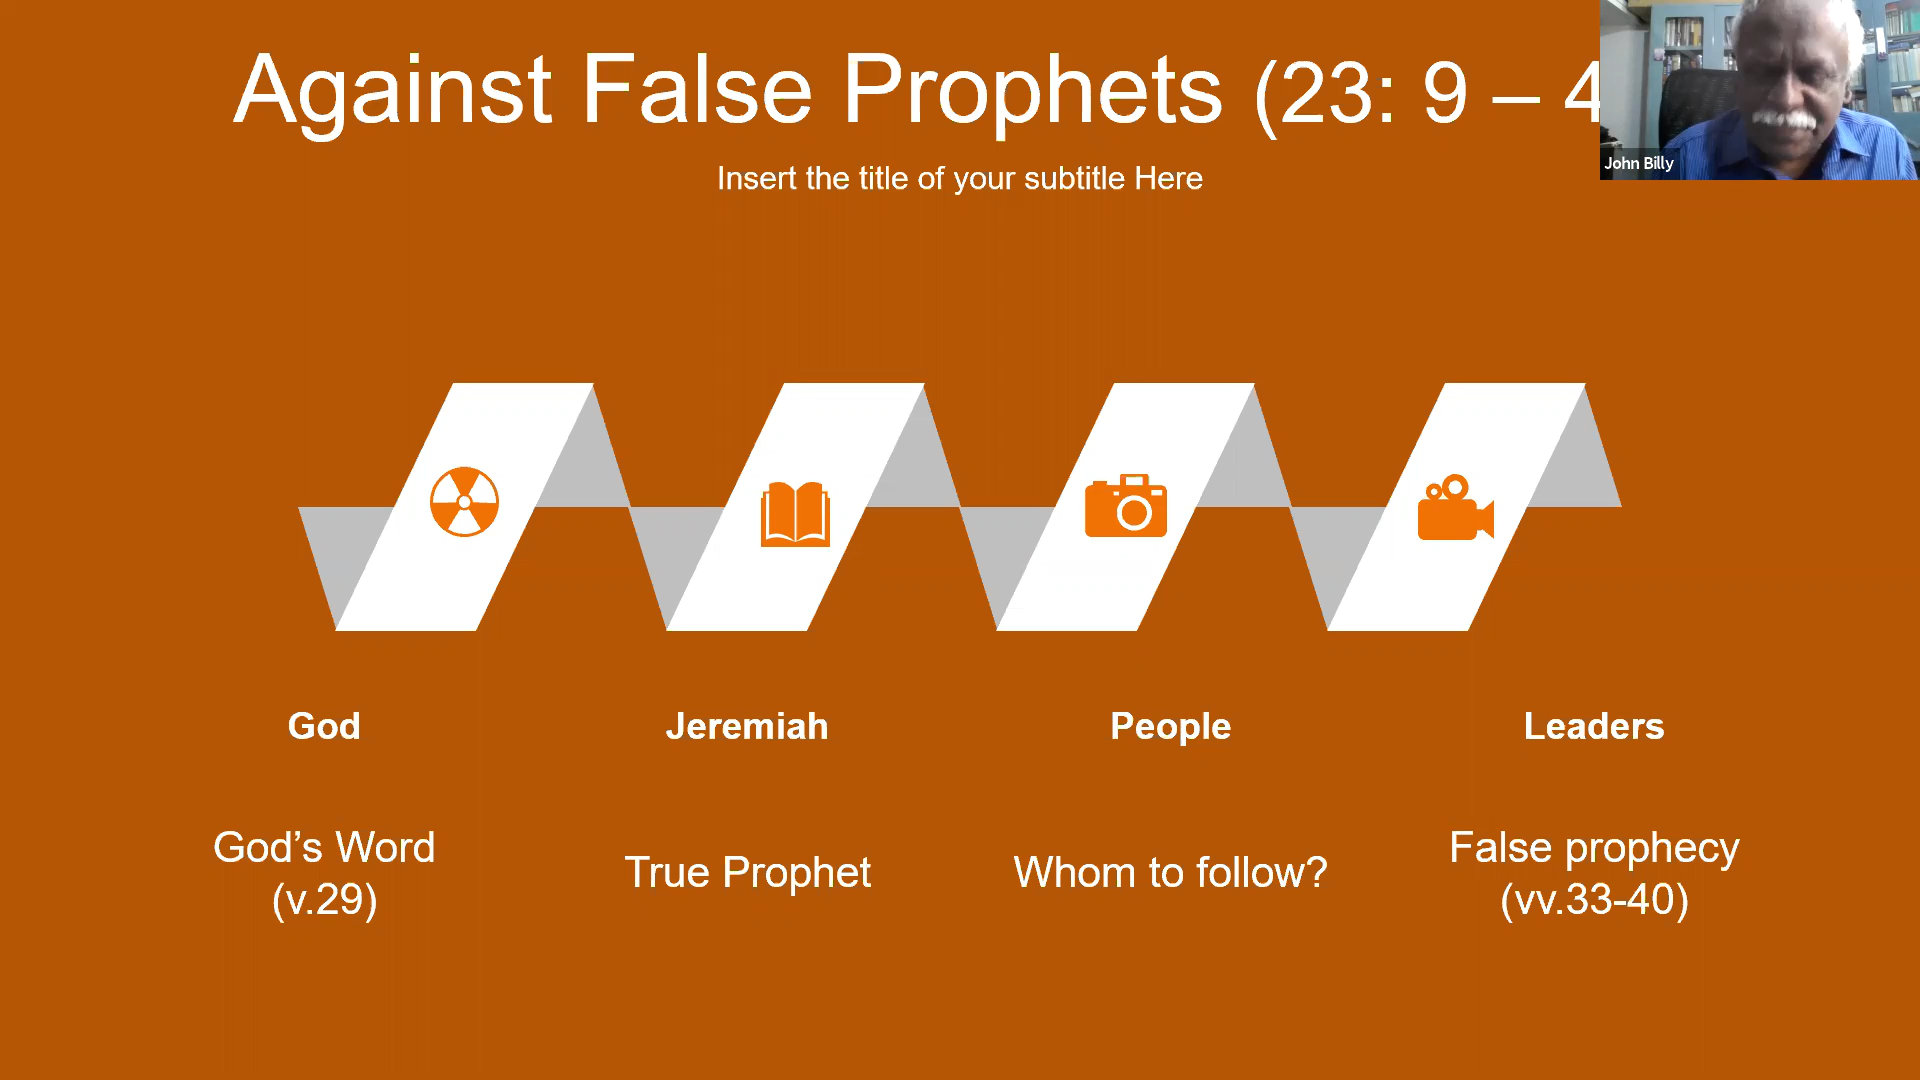 Against False Prophets (23: 9 – 4
Insert the title of your subtitle Here
John Billy
God
Jeremiah
People
Leaders
God’s Word
(v.29)
True Prophet
Whom to follow?
False prophecy
(vv.33-40)